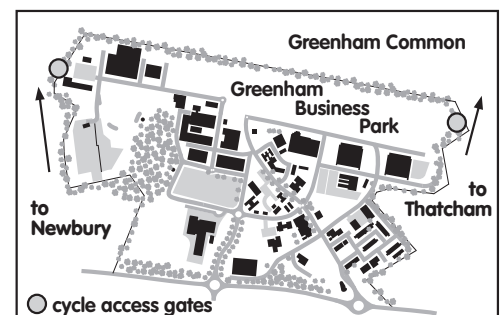 Greenham Common
Greenham
Business
Park
to
Newbury
to
Thatcham
cycle access gates